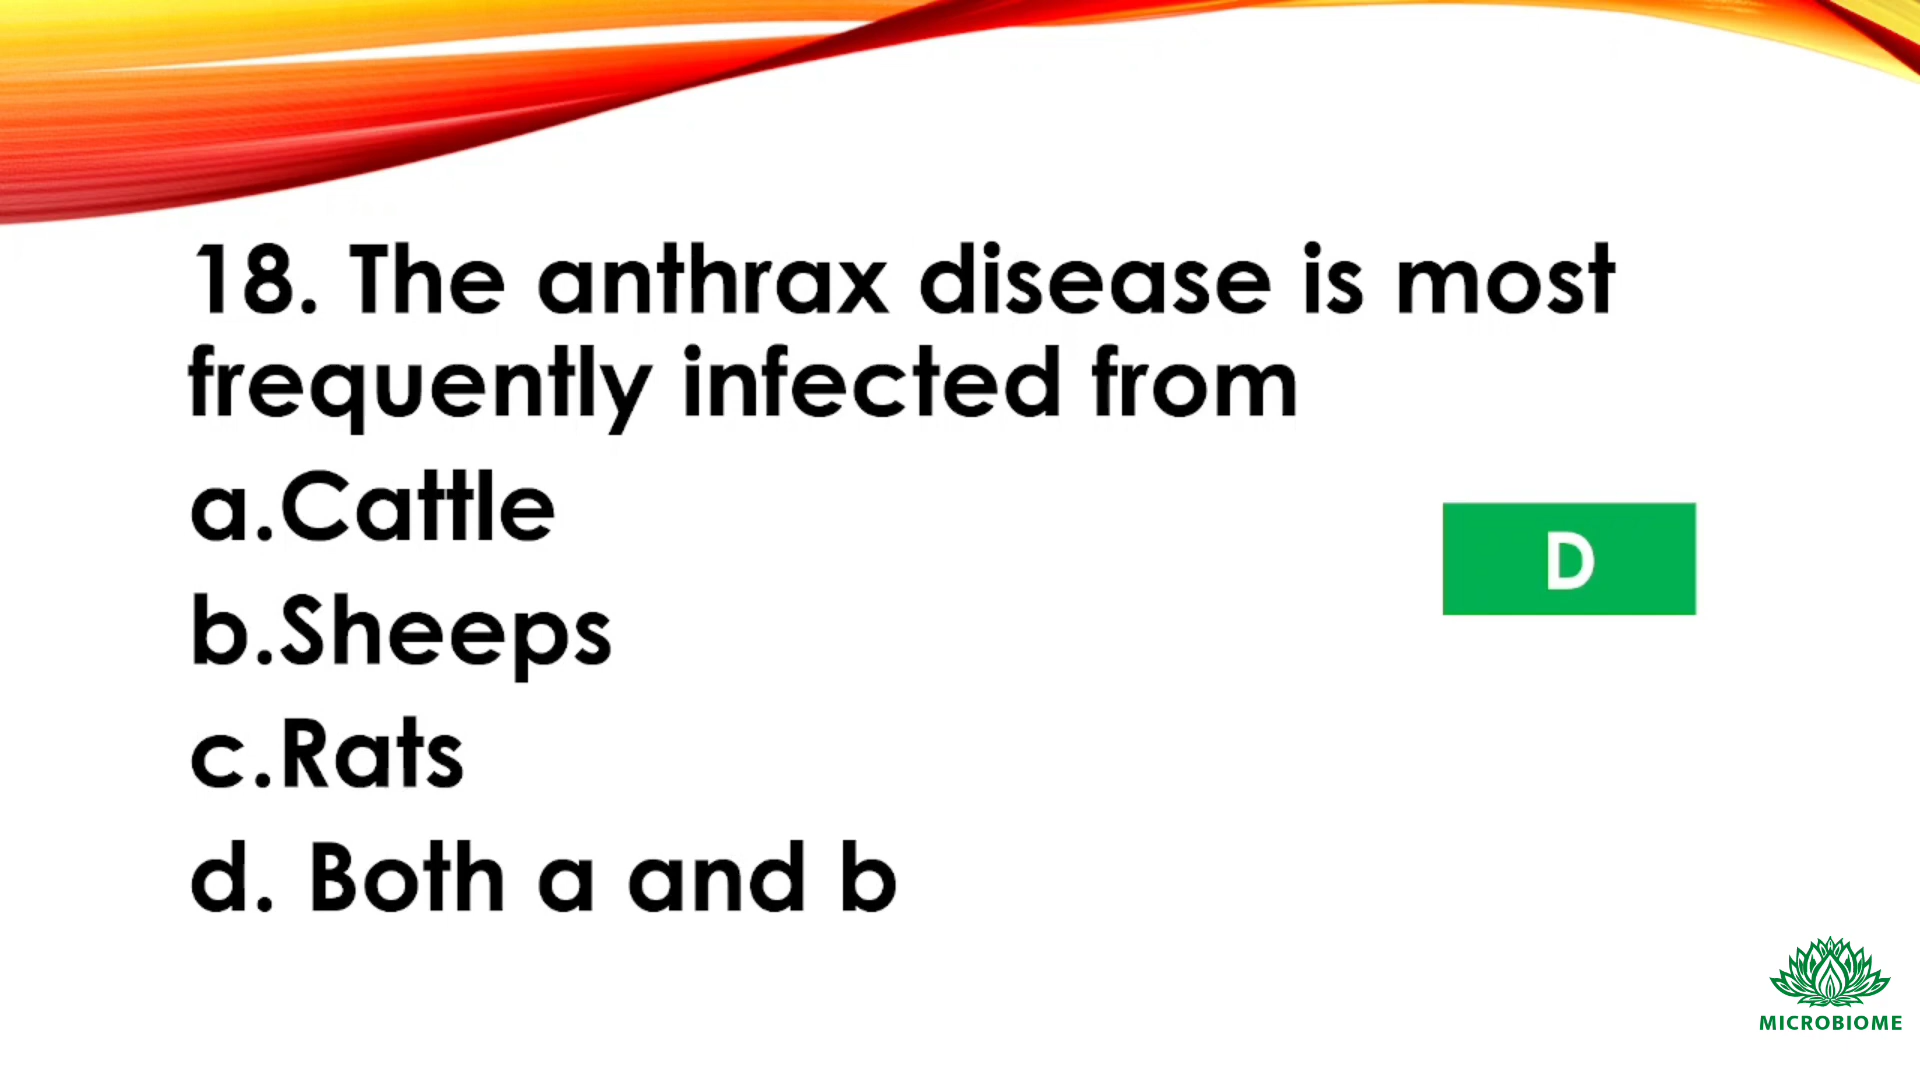 18. The anthrax disease is most
frequently infected from
a.Cattle
b.Sheeps
c.Rats
d. Both a and b
D
MICROBIOME